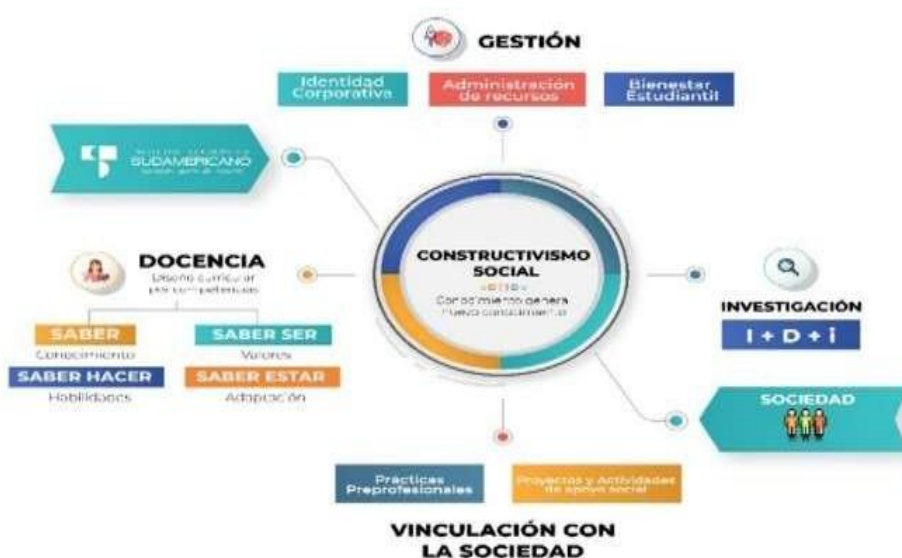 GESTIÓN
Identidad
Corporativa
Administración
de recursos
Bienestar
Estudiantil
SUDAMERICANO
DOCENCIA
Diseño curricular
por competencias
SABER
Conocimiento
SABER SER
Valores
SABER HACER
Habilidades
SABER ESTAR
Adaptación
CONSTRUCTIVISMO
SOCIAL
Conocimiento genera
nuevo conocimiento
INVESTIGACIÓN
I + D + i
SOCIEDAD
Prácticas
Preprofesionales
Proyectos y Actividades
de apoyo social
VINCULACIÓN CON
LA SOCIEDAD